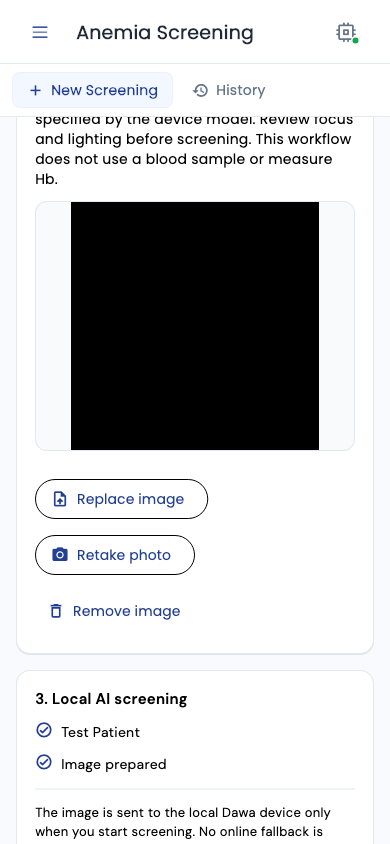 Anemia Screening
New Screening
History
specified by the device model. Review focus
and lighting before screening. This workflow
does not use a blood sample or measure
Hb.
Replace image
Retake photo
Remove image
3. Local AI screening
Test Patient
Image prepared
The image is sent to the local Dawa device only
when you start screening. No online fallback is